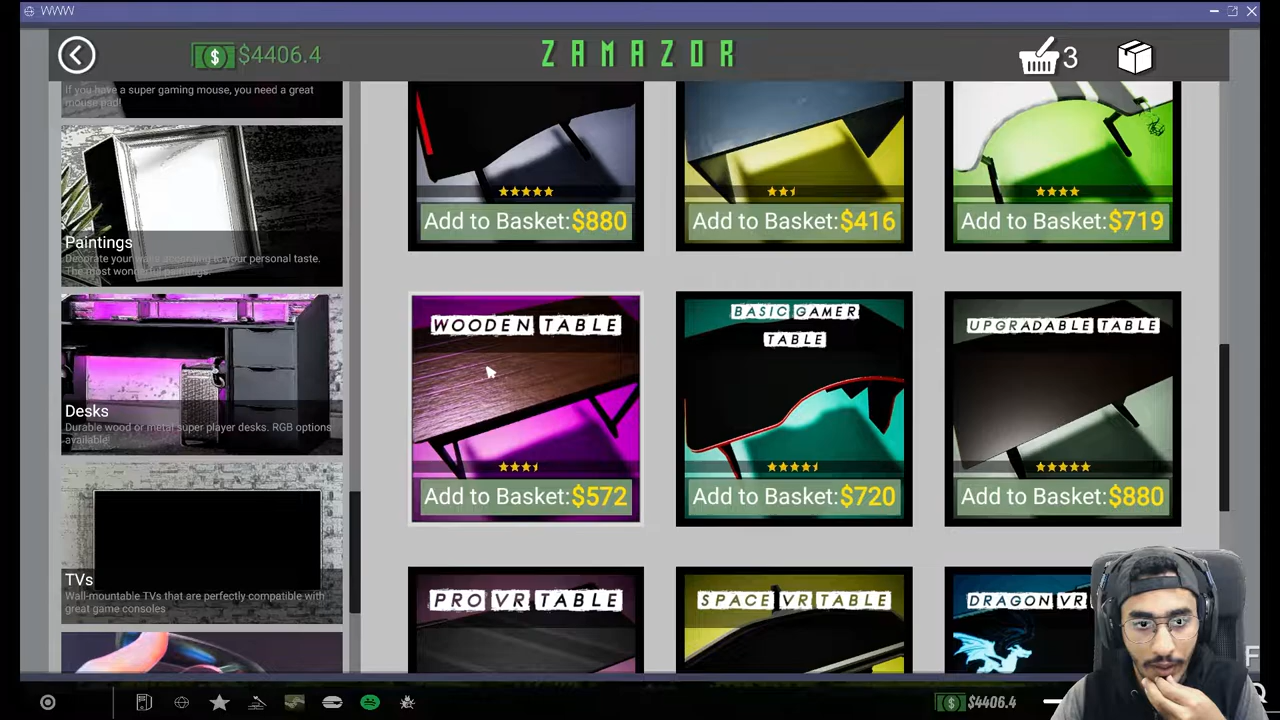 WWW
$4406.4
ZAMAZOR
3
If you have a super gaming mouse, you need a great
mouse pad!
Paintings
Decorate your walls according to your personal taste.
The most wonderful paintings.
Desks
Durable wood or metal super player desks. RGB options
available!
TVs
Wall-mountable TVs that are perfectly compatible with
great game consoles
Add to Basket:$880
Add to Basket:$416
Add to Basket:$719
WOODEN TABLE
Add to Basket:$572
BASIC GAMER
TABLE
Add to Basket:$720
UPGRADABLE TABLE
Add to Basket:$880
PRO VR TABLE
SPACE VR TABLE
DRAGON VR
$4406.4